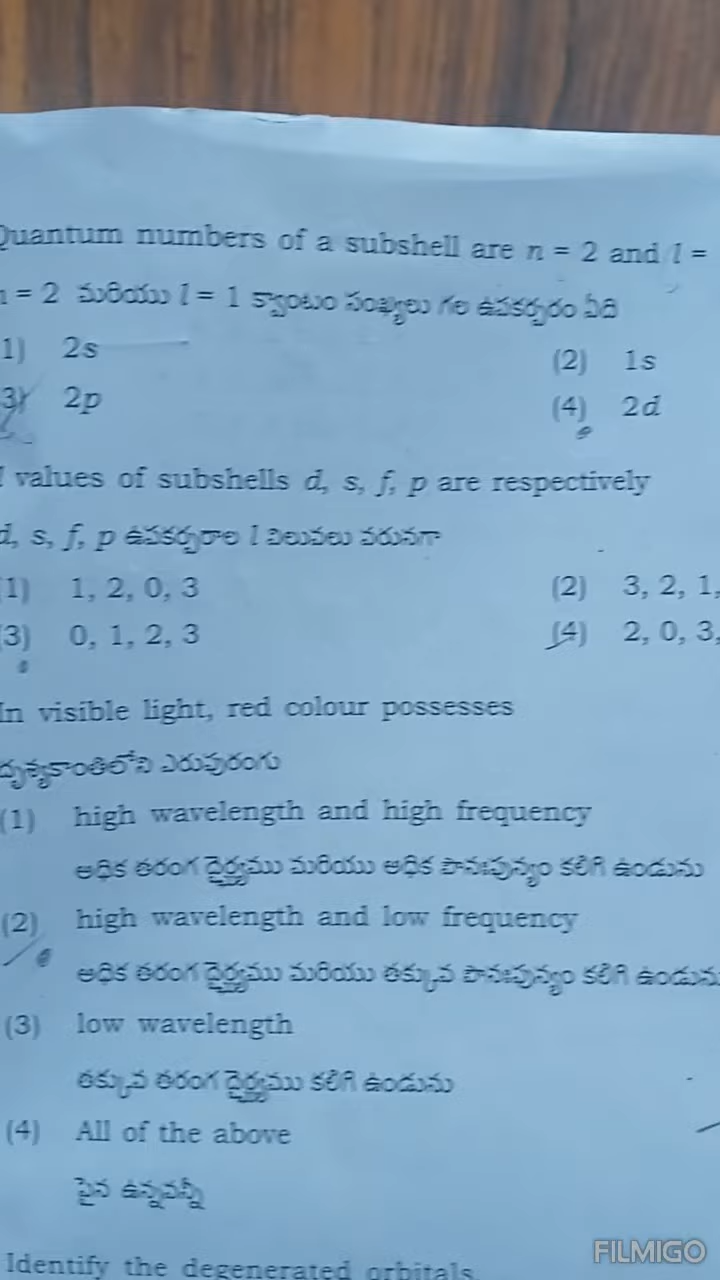 Quantum numbers of a subshell are n = 2 and l =
n = 2 మరియు l = 1 క్వాంటం సంఖ్యలు గల ఉపకర్పరం ఏది
1) 2s (2) 1s
3) 2p (4) 2d
l values of subshells d, s, f, p are respectively
d, s, f, p ఉపకర్పరాల l విలువలు వరుసగా
1) 1, 2, 0, 3 (2) 3, 2, 1,
3) 0, 1, 2, 3 (4) 2, 0, 3,
In visible light, red colour possesses
దృశ్యకాంతిలోని ఎరుపురంగు
(1) high wavelength and high frequency
అధిక తరంగ దైర్ఘ్యము మరియు అధిక పౌనఃపున్యం కలిగి ఉండును
(2) high wavelength and low frequency
అధిక తరంగ దైర్ఘ్యము మరియు తక్కువ పౌనఃపున్యం కలిగి ఉండును
(3) low wavelength
తక్కువ తరంగ దైర్ఘ్యము కలిగి ఉండును
(4) All of the above
పైన ఉన్నవన్నీ
Identify the degenerated orbitals
FILMIGO